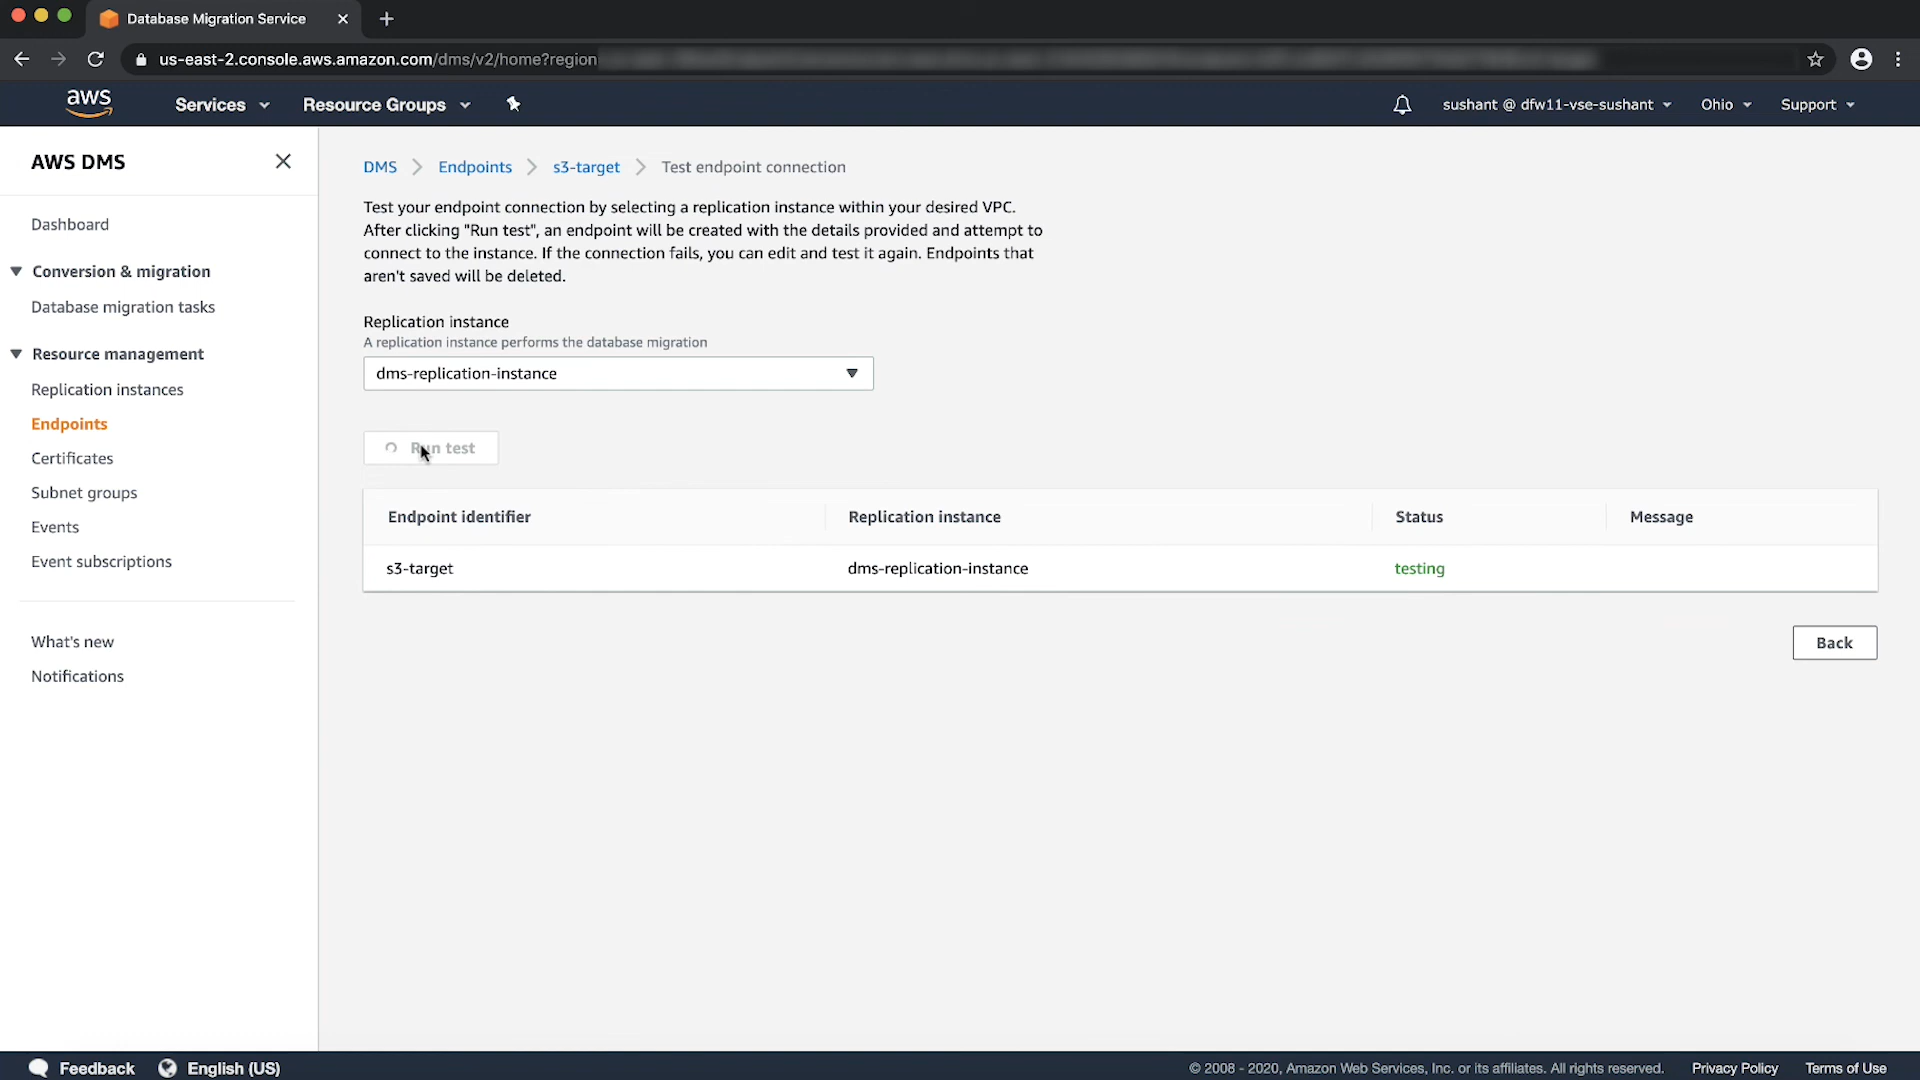 Database Migration Service
us-east-2.console.aws.amazon.com/dms/v2/home?region
aws
Services
Resource Groups
sushant @ dfw11-vse-sushant
Ohio
Support
AWS DMS
Dashboard
Conversion & migration
Database migration tasks
Resource management
Replication instances
Endpoints
Certificates
Subnet groups
Events
Event subscriptions
What's new
Notifications
DMS
Endpoints
s3-target
Test endpoint connection
Test your endpoint connection by selecting a replication instance within your desired VPC.
After clicking "Run test", an endpoint will be created with the details provided and attempt to
connect to the instance. If the connection fails, you can edit and test it again. Endpoints that
aren't saved will be deleted.
Replication instance
A replication instance performs the database migration
dms-replication-instance
Run test
Endpoint identifier
Replication instance
Status
Message
s3-target
dms-replication-instance
testing
Back
Feedback
English (US)
© 2008 - 2020, Amazon Web Services, Inc. or its affiliates. All rights reserved.
Privacy Policy
Terms of Use